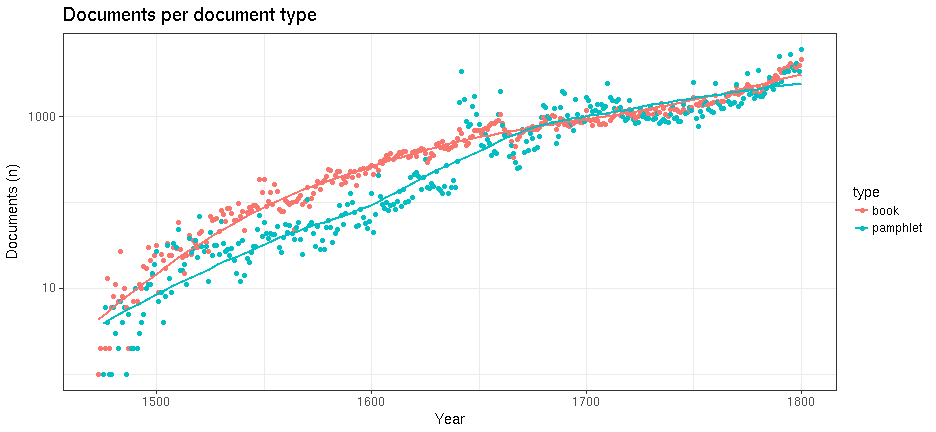 Documents per document type
Documents (n)
1000
10
1500
1600
1700
1800
Year
type
book
pamphlet